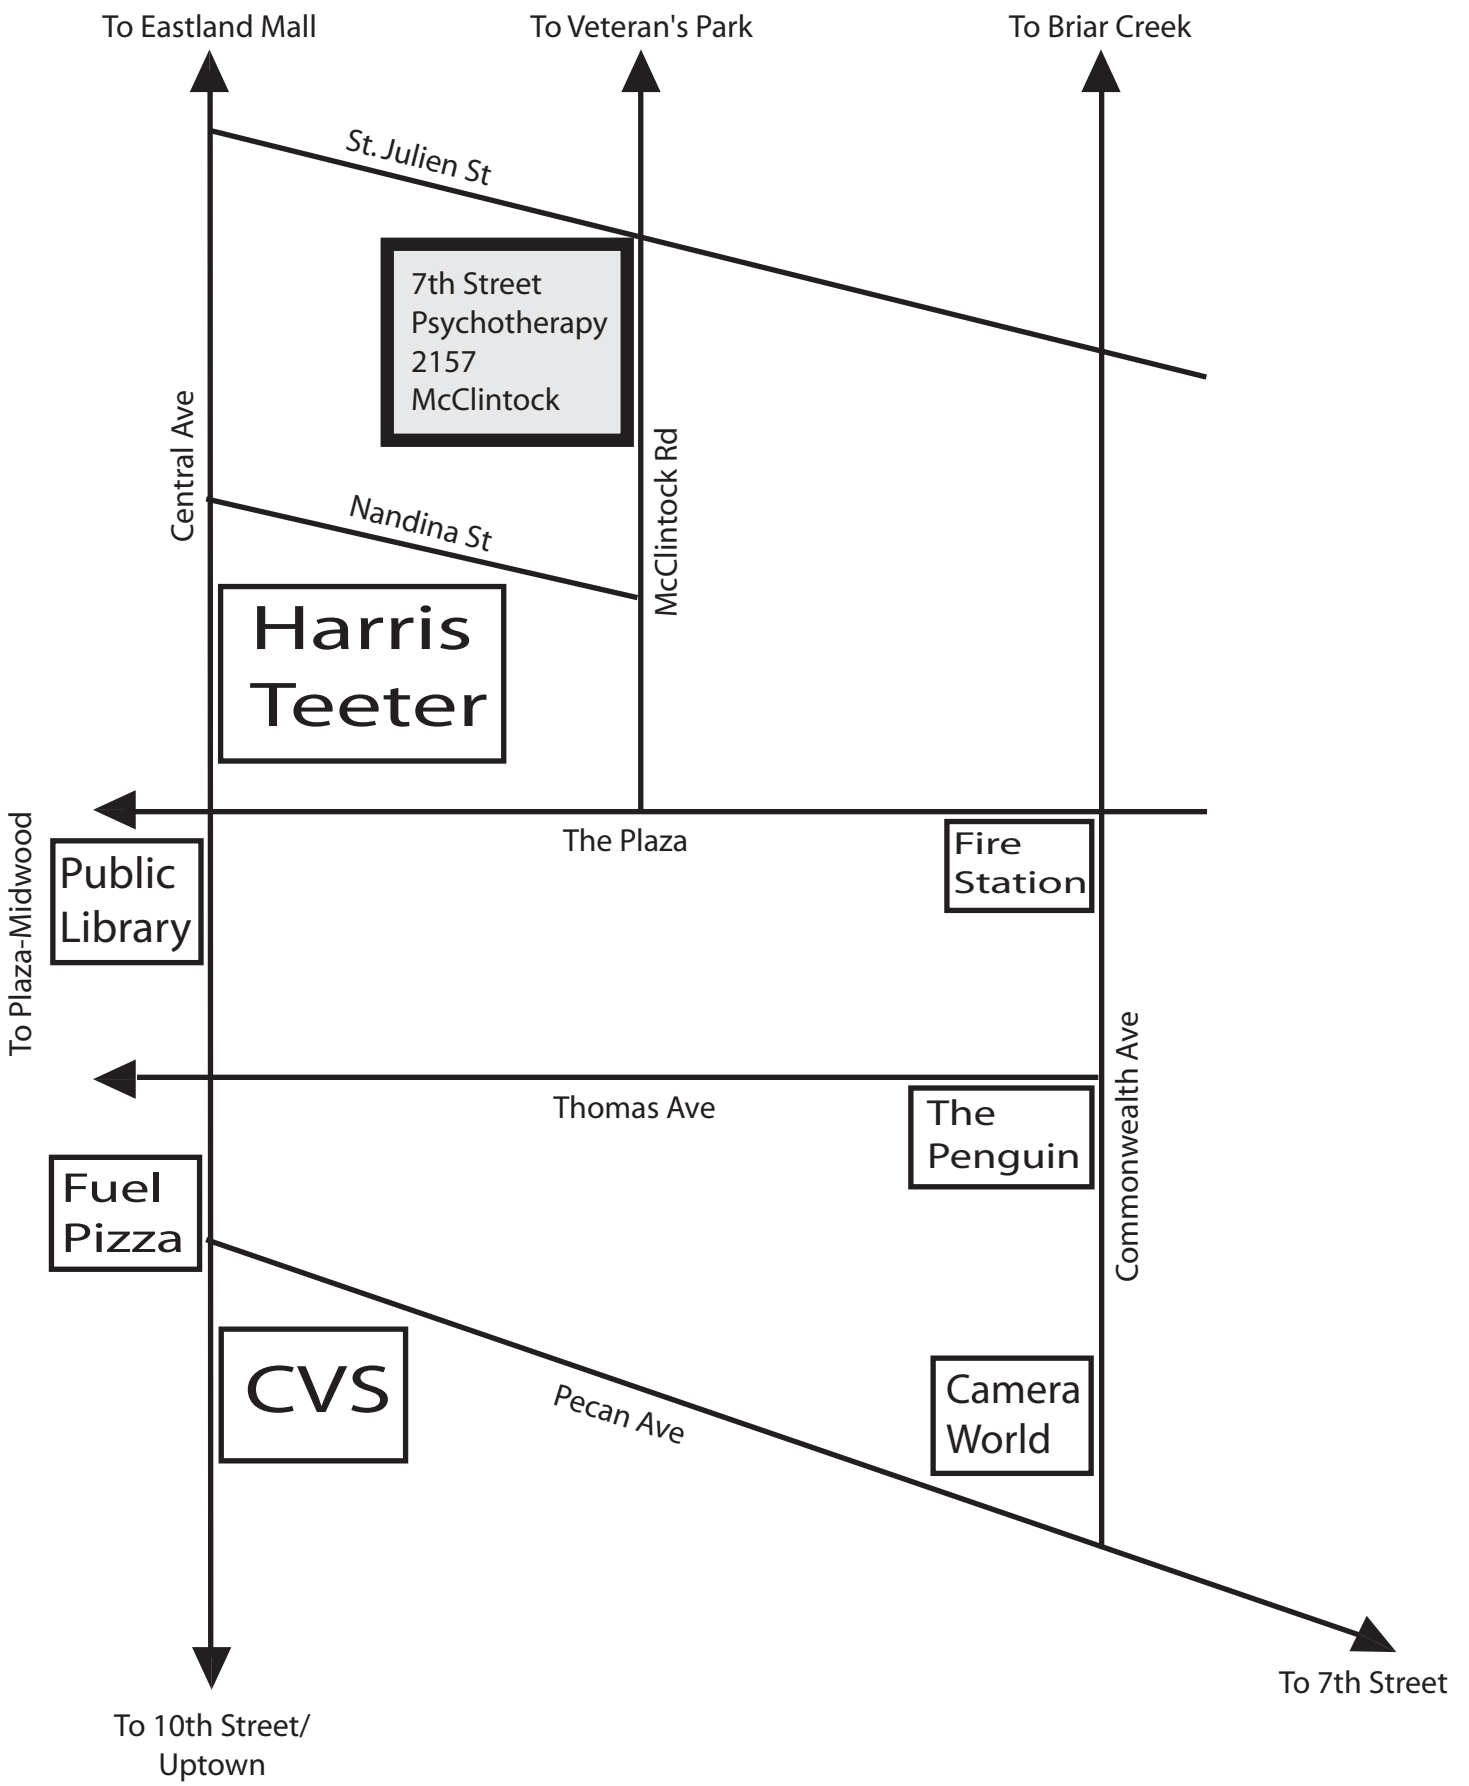 To Eastland Mall
To Veteran's Park
To Briar Creek
St. Julien St
7th Street
Psychotherapy
2157
McClintock
Central Ave
McClintock Rd
Nandina St
Harris
Teeter
To Plaza-Midwood
The Plaza
Public
Library
Fire
Station
Commonwealth Ave
Thomas Ave
The
Penguin
Fuel
Pizza
CVS
Pecan Ave
Camera
World
To 7th Street
To 10th Street/
Uptown